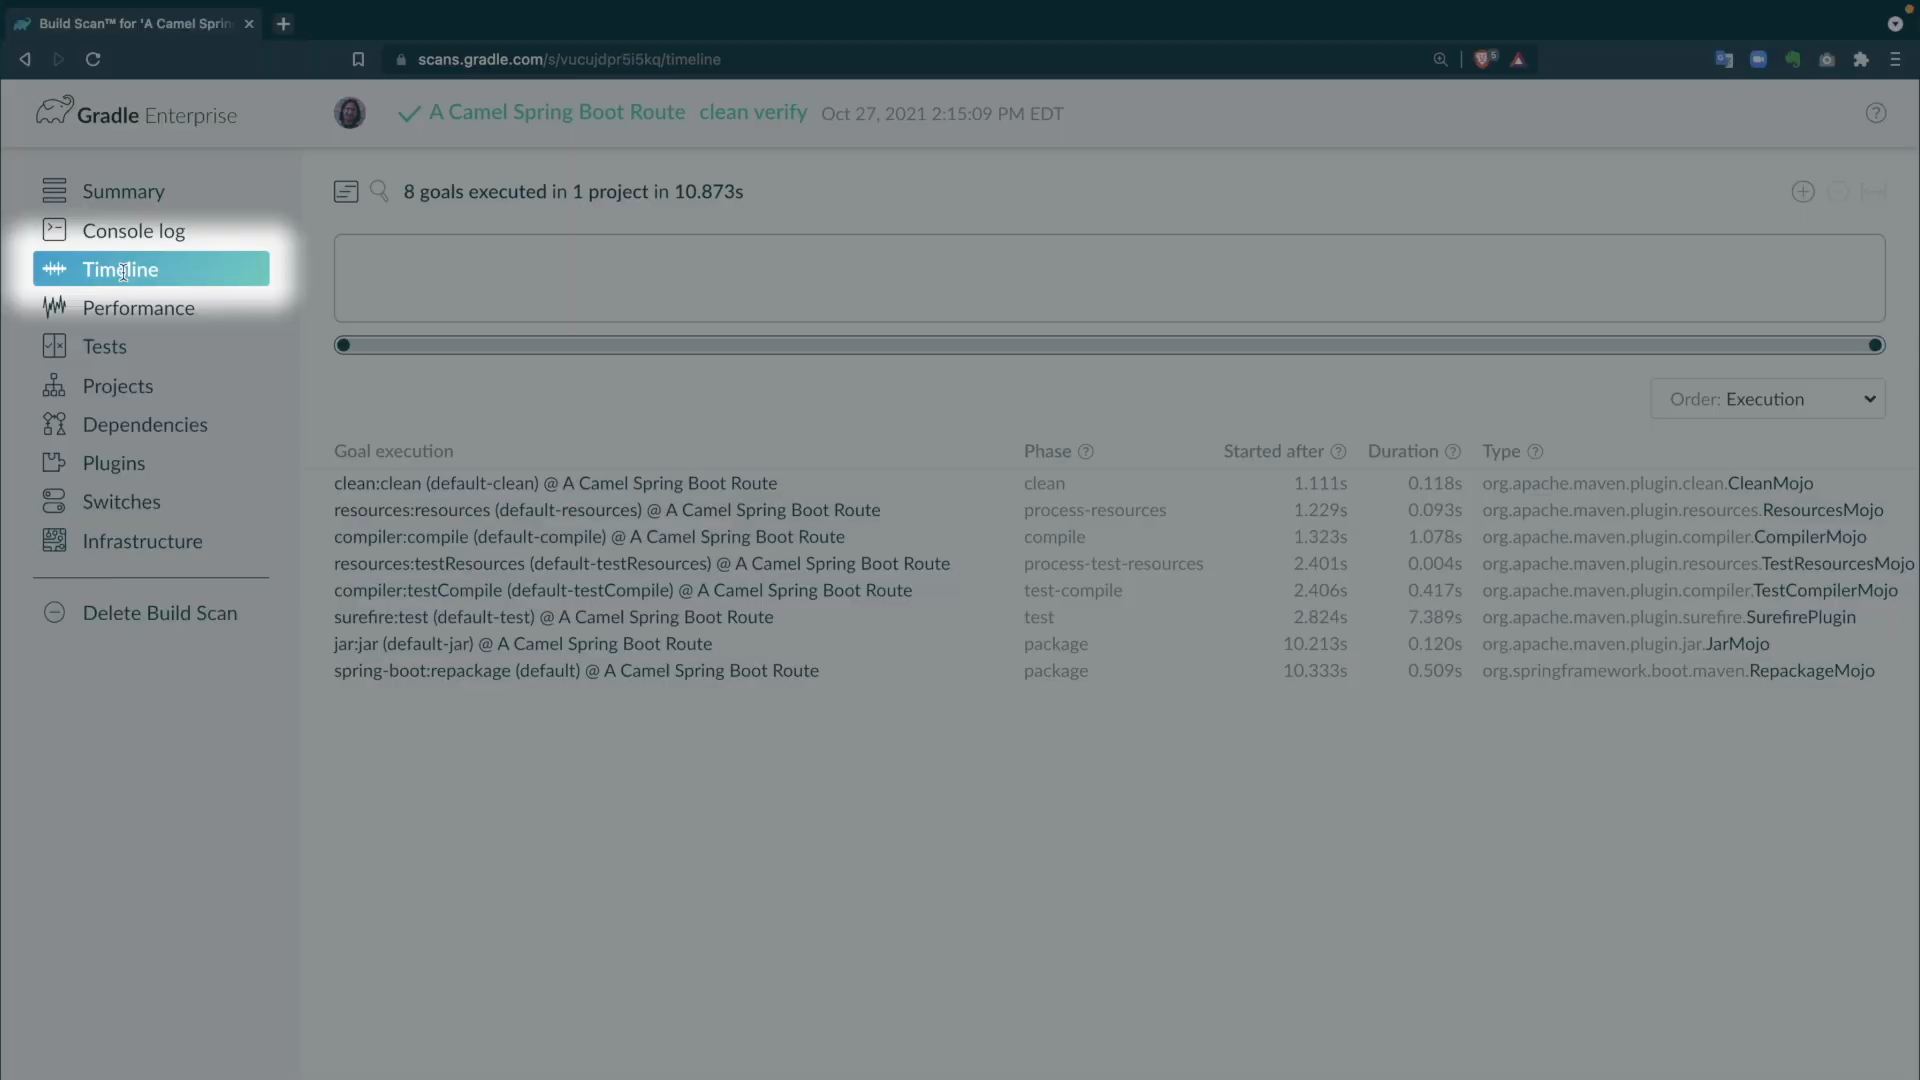 Build Scan™ for 'A Camel Sprin
scans.gradle.com/s/vucujdpr5i5kq/timeline
5
Gradle Enterprise
A Camel Spring Boot Route clean verify Oct 27, 2021 2:15:09 PM EDT
Summary
Console log
Timeline
Performance
Tests
Projects
Dependencies
Plugins
Switches
Infrastructure
Delete Build Scan
8 goals executed in 1 project in 10.873s
Order: Execution
Goal execution Phase Started after Duration Type
clean:clean (default-clean) @ A Camel Spring Boot Route clean 1.111s 0.118s org.apache.maven.plugin.clean.CleanMojo
resources:resources (default-resources) @ A Camel Spring Boot Route process-resources 1.229s 0.093s org.apache.maven.plugin.resources.ResourcesMojo
compiler:compile (default-compile) @ A Camel Spring Boot Route compile 1.323s 1.078s org.apache.maven.plugin.compiler.CompilerMojo
resources:testResources (default-testResources) @ A Camel Spring Boot Route process-test-resources 2.401s 0.004s org.apache.maven.plugin.resources.TestResourcesMojo
compiler:testCompile (default-testCompile) @ A Camel Spring Boot Route test-compile 2.406s 0.417s org.apache.maven.plugin.compiler.TestCompilerMojo
surefire:test (default-test) @ A Camel Spring Boot Route test 2.824s 7.389s org.apache.maven.plugin.surefire.SurefirePlugin
jar:jar (default-jar) @ A Camel Spring Boot Route package 10.213s 0.120s org.apache.maven.plugin.jar.JarMojo
spring-boot:repackage (default) @ A Camel Spring Boot Route package 10.333s 0.509s org.springframework.boot.maven.RepackageMojo